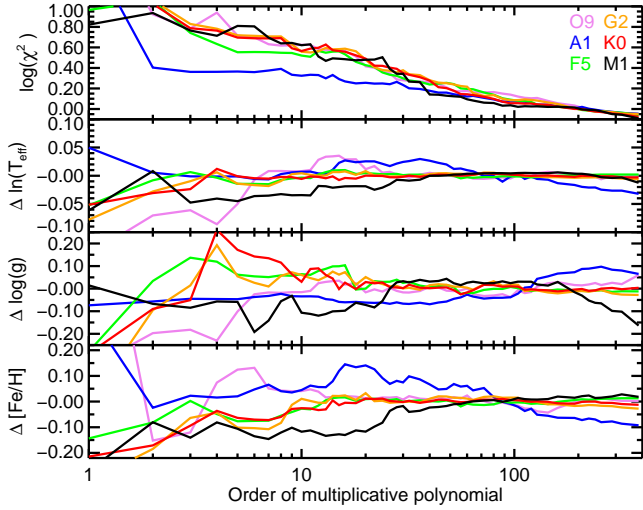 1.00
0.80
0.60
0.40
0.20
0.00
log(χ²)
O9 G2
A1 K0
F5 M1
0.10
0.05
-0.00
-0.05
-0.10
Δ ln(Teff)
0.20
0.10
-0.00
-0.10
-0.20
Δ log(g)
0.20
0.10
-0.00
-0.10
-0.20
Δ [Fe/H]
1 10 100
Order of multiplicative polynomial